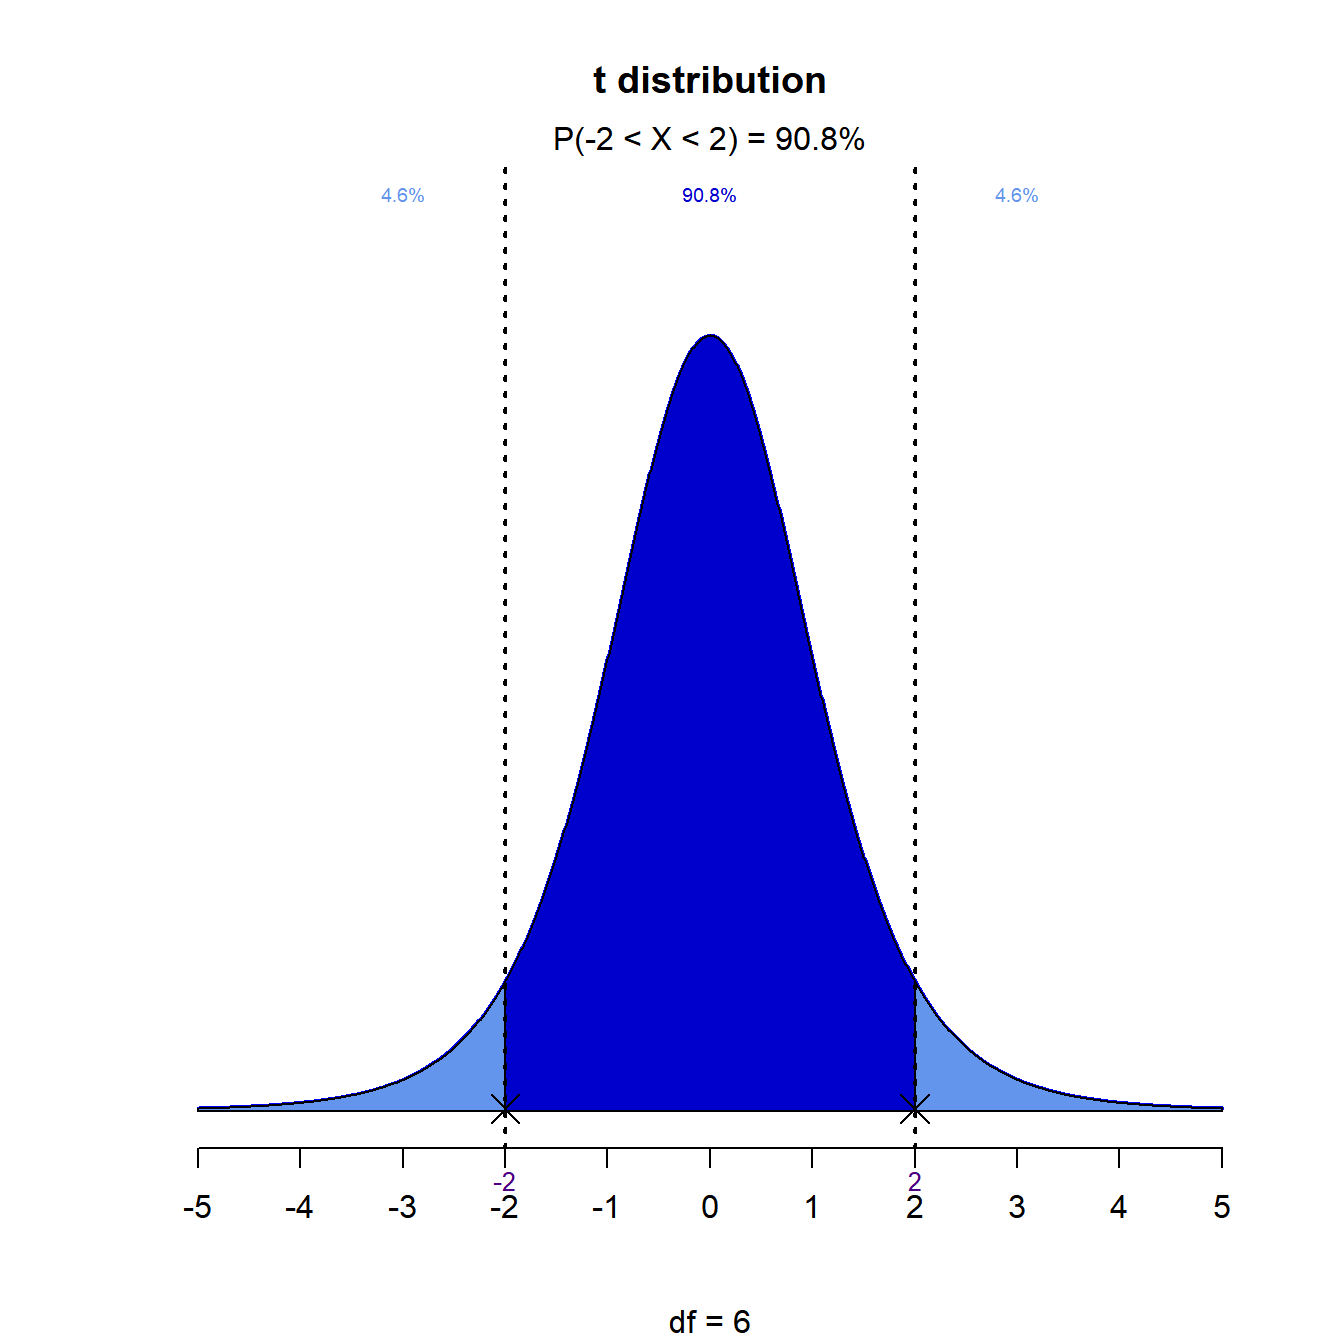 t distribution
P(-2 < X < 2) = 90.8%
4.6% 90.8% 4.6%
-2 2
-5 -4 -3 -2 -1 0 1 2 3 4 5
df = 6